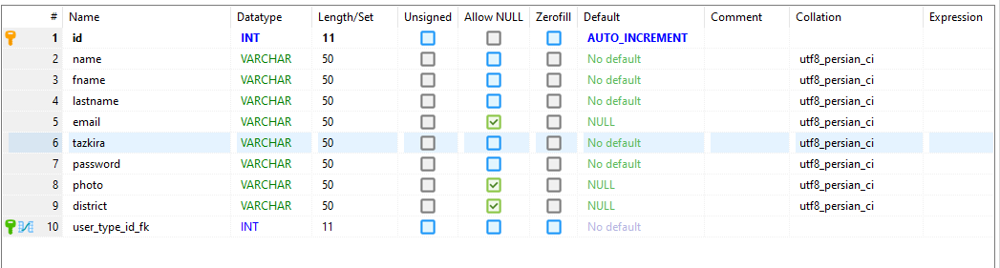 # Name Datatype Length/Set Unsigned Allow NULL Zerofill Default Comment Collation Expression
1 id INT 11 AUTO_INCREMENT
2 name VARCHAR 50 No default utf8_persian_ci
3 fname VARCHAR 50 No default utf8_persian_ci
4 lastname VARCHAR 50 No default utf8_persian_ci
5 email VARCHAR 50 NULL utf8_persian_ci
6 tazkira VARCHAR 50 No default utf8_persian_ci
7 password VARCHAR 50 No default utf8_persian_ci
8 photo VARCHAR 50 NULL utf8_persian_ci
9 district VARCHAR 50 NULL utf8_persian_ci
10 user_type_id_fk INT 11 No default